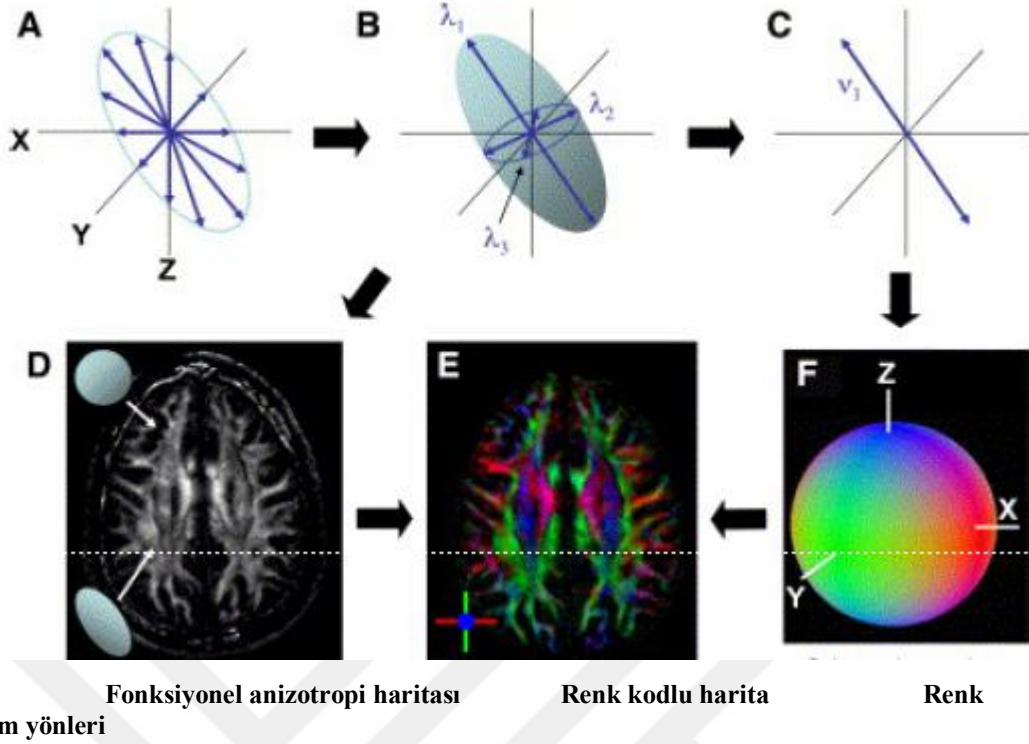 A
B
C
λ1
λ2
λ3
v1
X
Y
Z
D
E
F
Z
X
Y
Fonksiyonel anizotropi haritası Renk kodlu harita Renk
m yönleri